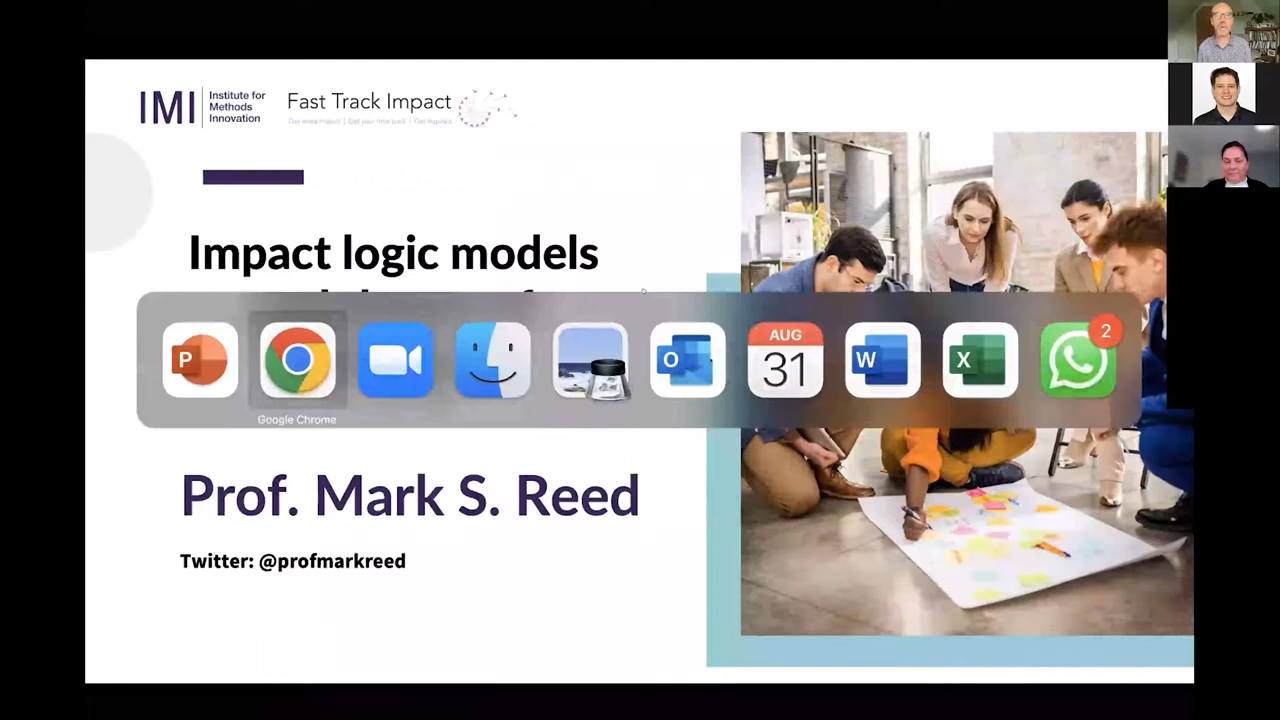 IMI
Institute for
Methods
Innovation
Fast Track Impact
Impact logic models
P
O
AUG
31
W
X
2
Google Chrome
Prof. Mark S. Reed
Twitter: @profmarkreed